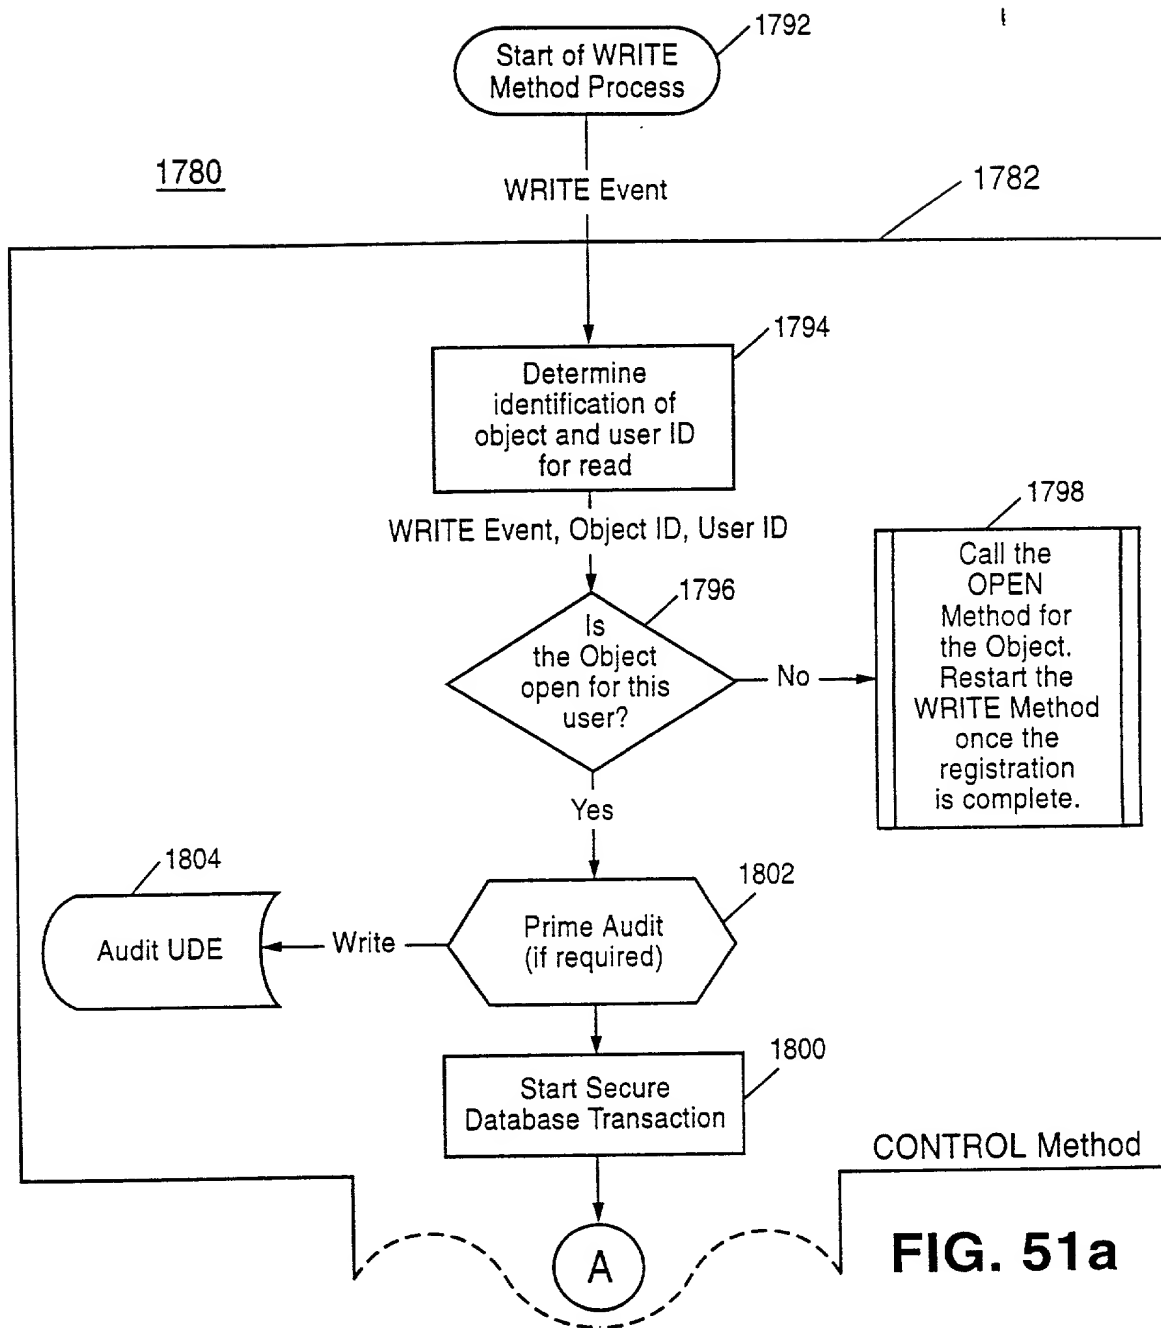 1792
Start of WRITE
Method Process
1780
WRITE Event
1782
1794
Determine
identification of
object and user ID
for read
WRITE Event, Object ID, User ID
1798
Call the
OPEN
Method for
the Object.
Restart the
WRITE Method
once the
registration
is complete.
1796
Is
the Object
open for this
user?
No
Yes
1804
Audit UDE
Write
1802
Prime Audit
(if required)
1800
Start Secure
Database Transaction
CONTROL Method
A
FIG. 51a